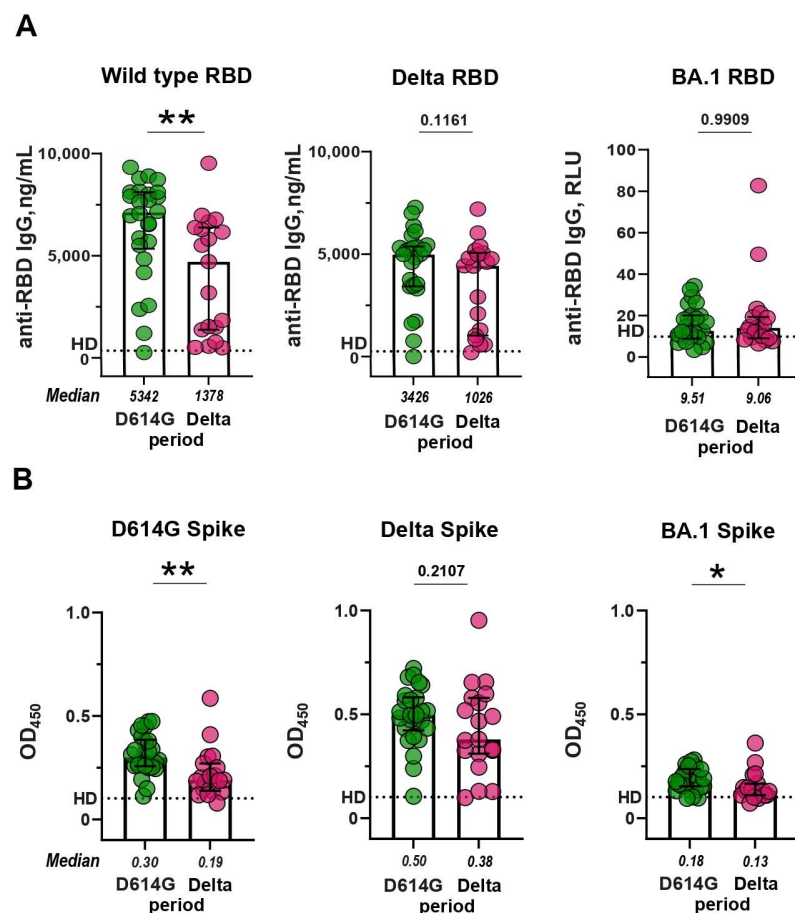 A
Wild type RBD
**
anti-RBD IgG, ng/mL
10,000
5,000
0
HD
Median
5342 1378
D614G Delta
period
Delta RBD
0.1161
anti-RBD IgG, ng/mL
10,000
5,000
0
HD
3426 1026
D614G Delta
period
BA.1 RBD
0.9909
anti-RBD IgG, RLU
100
80
60
40
20
0
HD
9.51 9.06
D614G Delta
period
B
D614G Spike
**
OD450
1.0
0.5
0
HD
Median
0.30 0.19
D614G Delta
period
Delta Spike
0.2107
OD450
1.0
0.5
0
HD
0.50 0.38
D614G Delta
period
BA.1 Spike
*
OD450
1.0
0.5
0
HD
0.18 0.13
D614G Delta
period